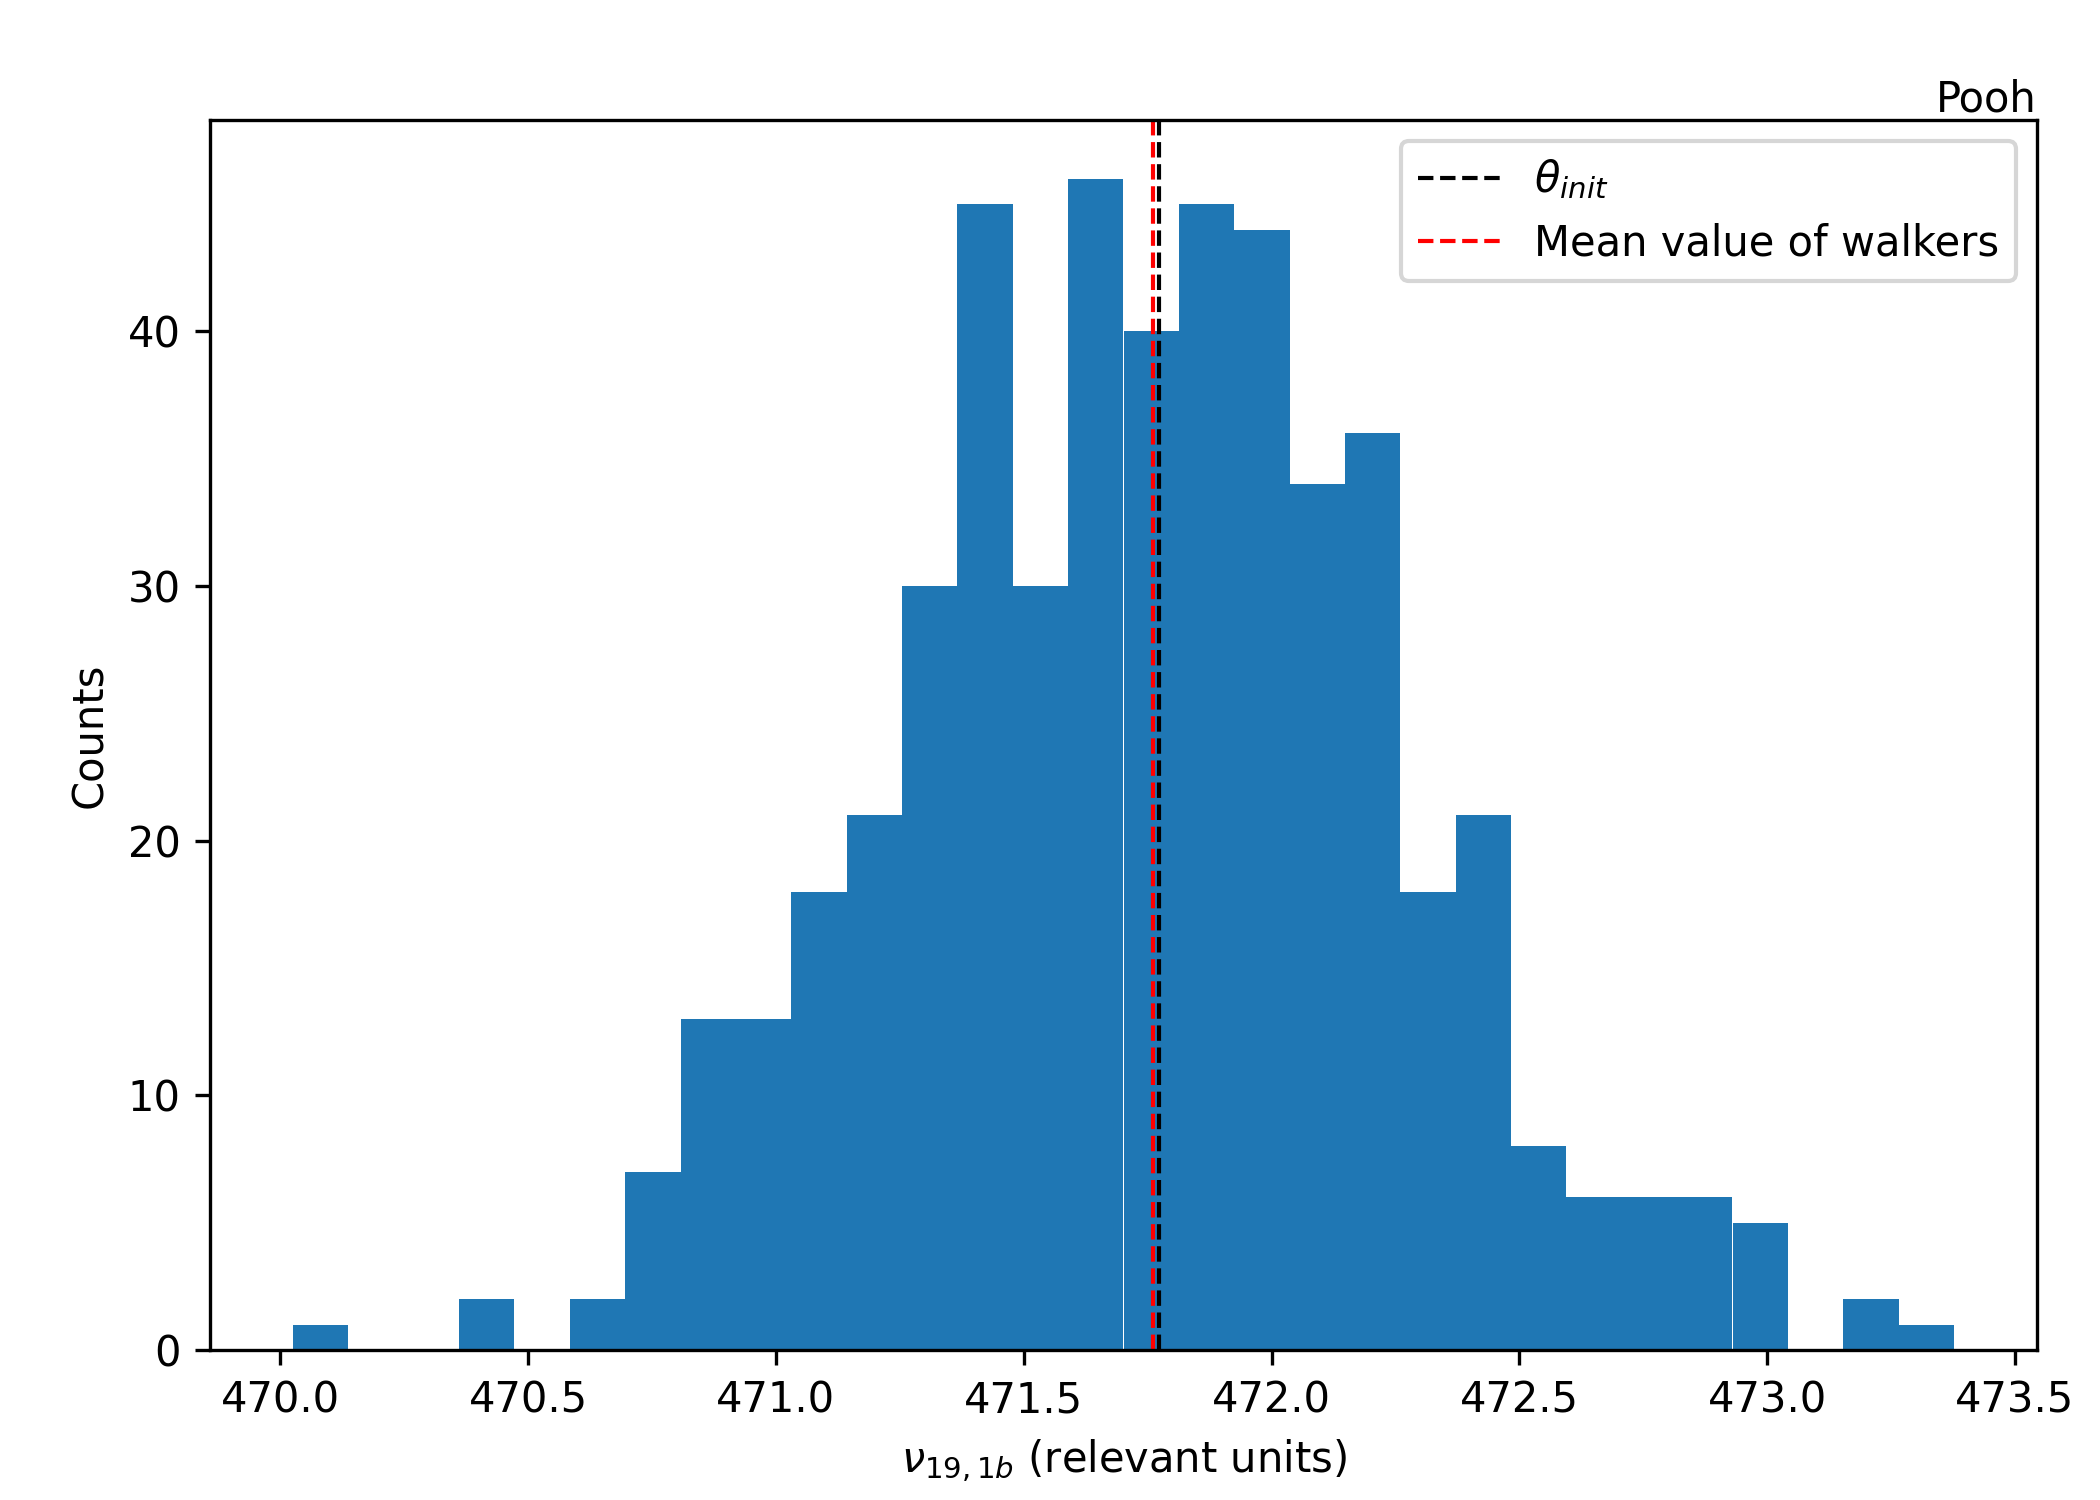 Pooh
θinit
Mean value of walkers
40
30
20
10
0
Counts
470.0 470.5 471.0 471.5 472.0 472.5 473.0 473.5
ν19,1b (relevant units)